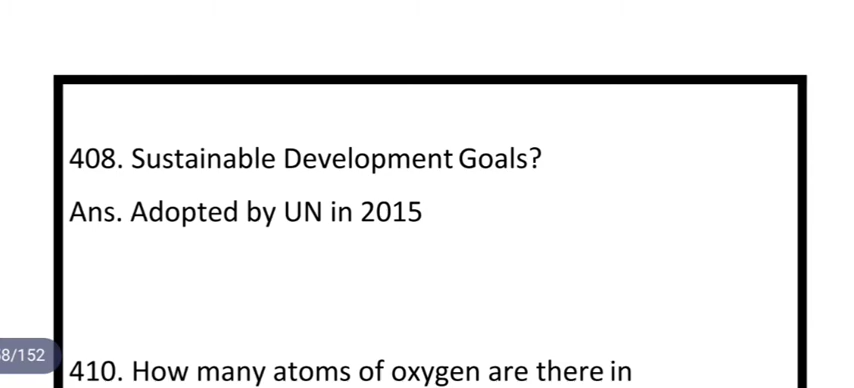 408. Sustainable Development Goals?
Ans. Adopted by UN in 2015
8/152
410. How many atoms of oxygen are there in